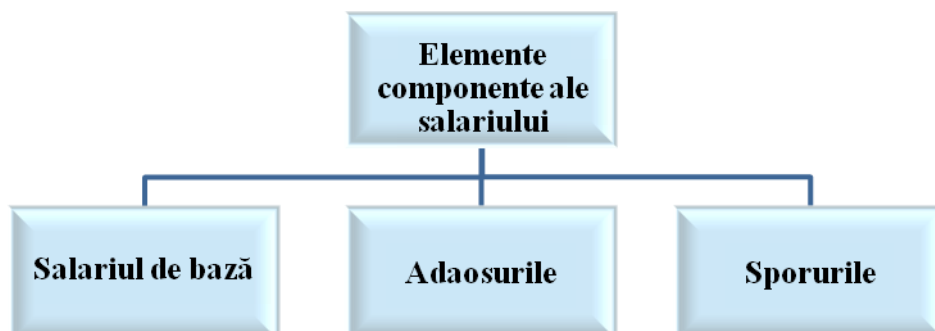 Elemente
componente ale
salariului
Salariul de bază
Adaosurile
Sporurile